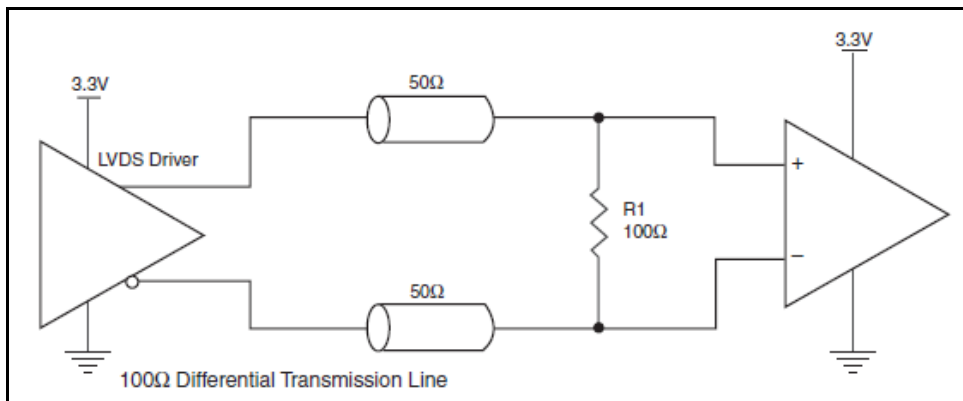 3.3V
3.3V
50Ω
LVDS Driver
+
R1
100Ω
−
50Ω
100Ω Differential Transmission Line